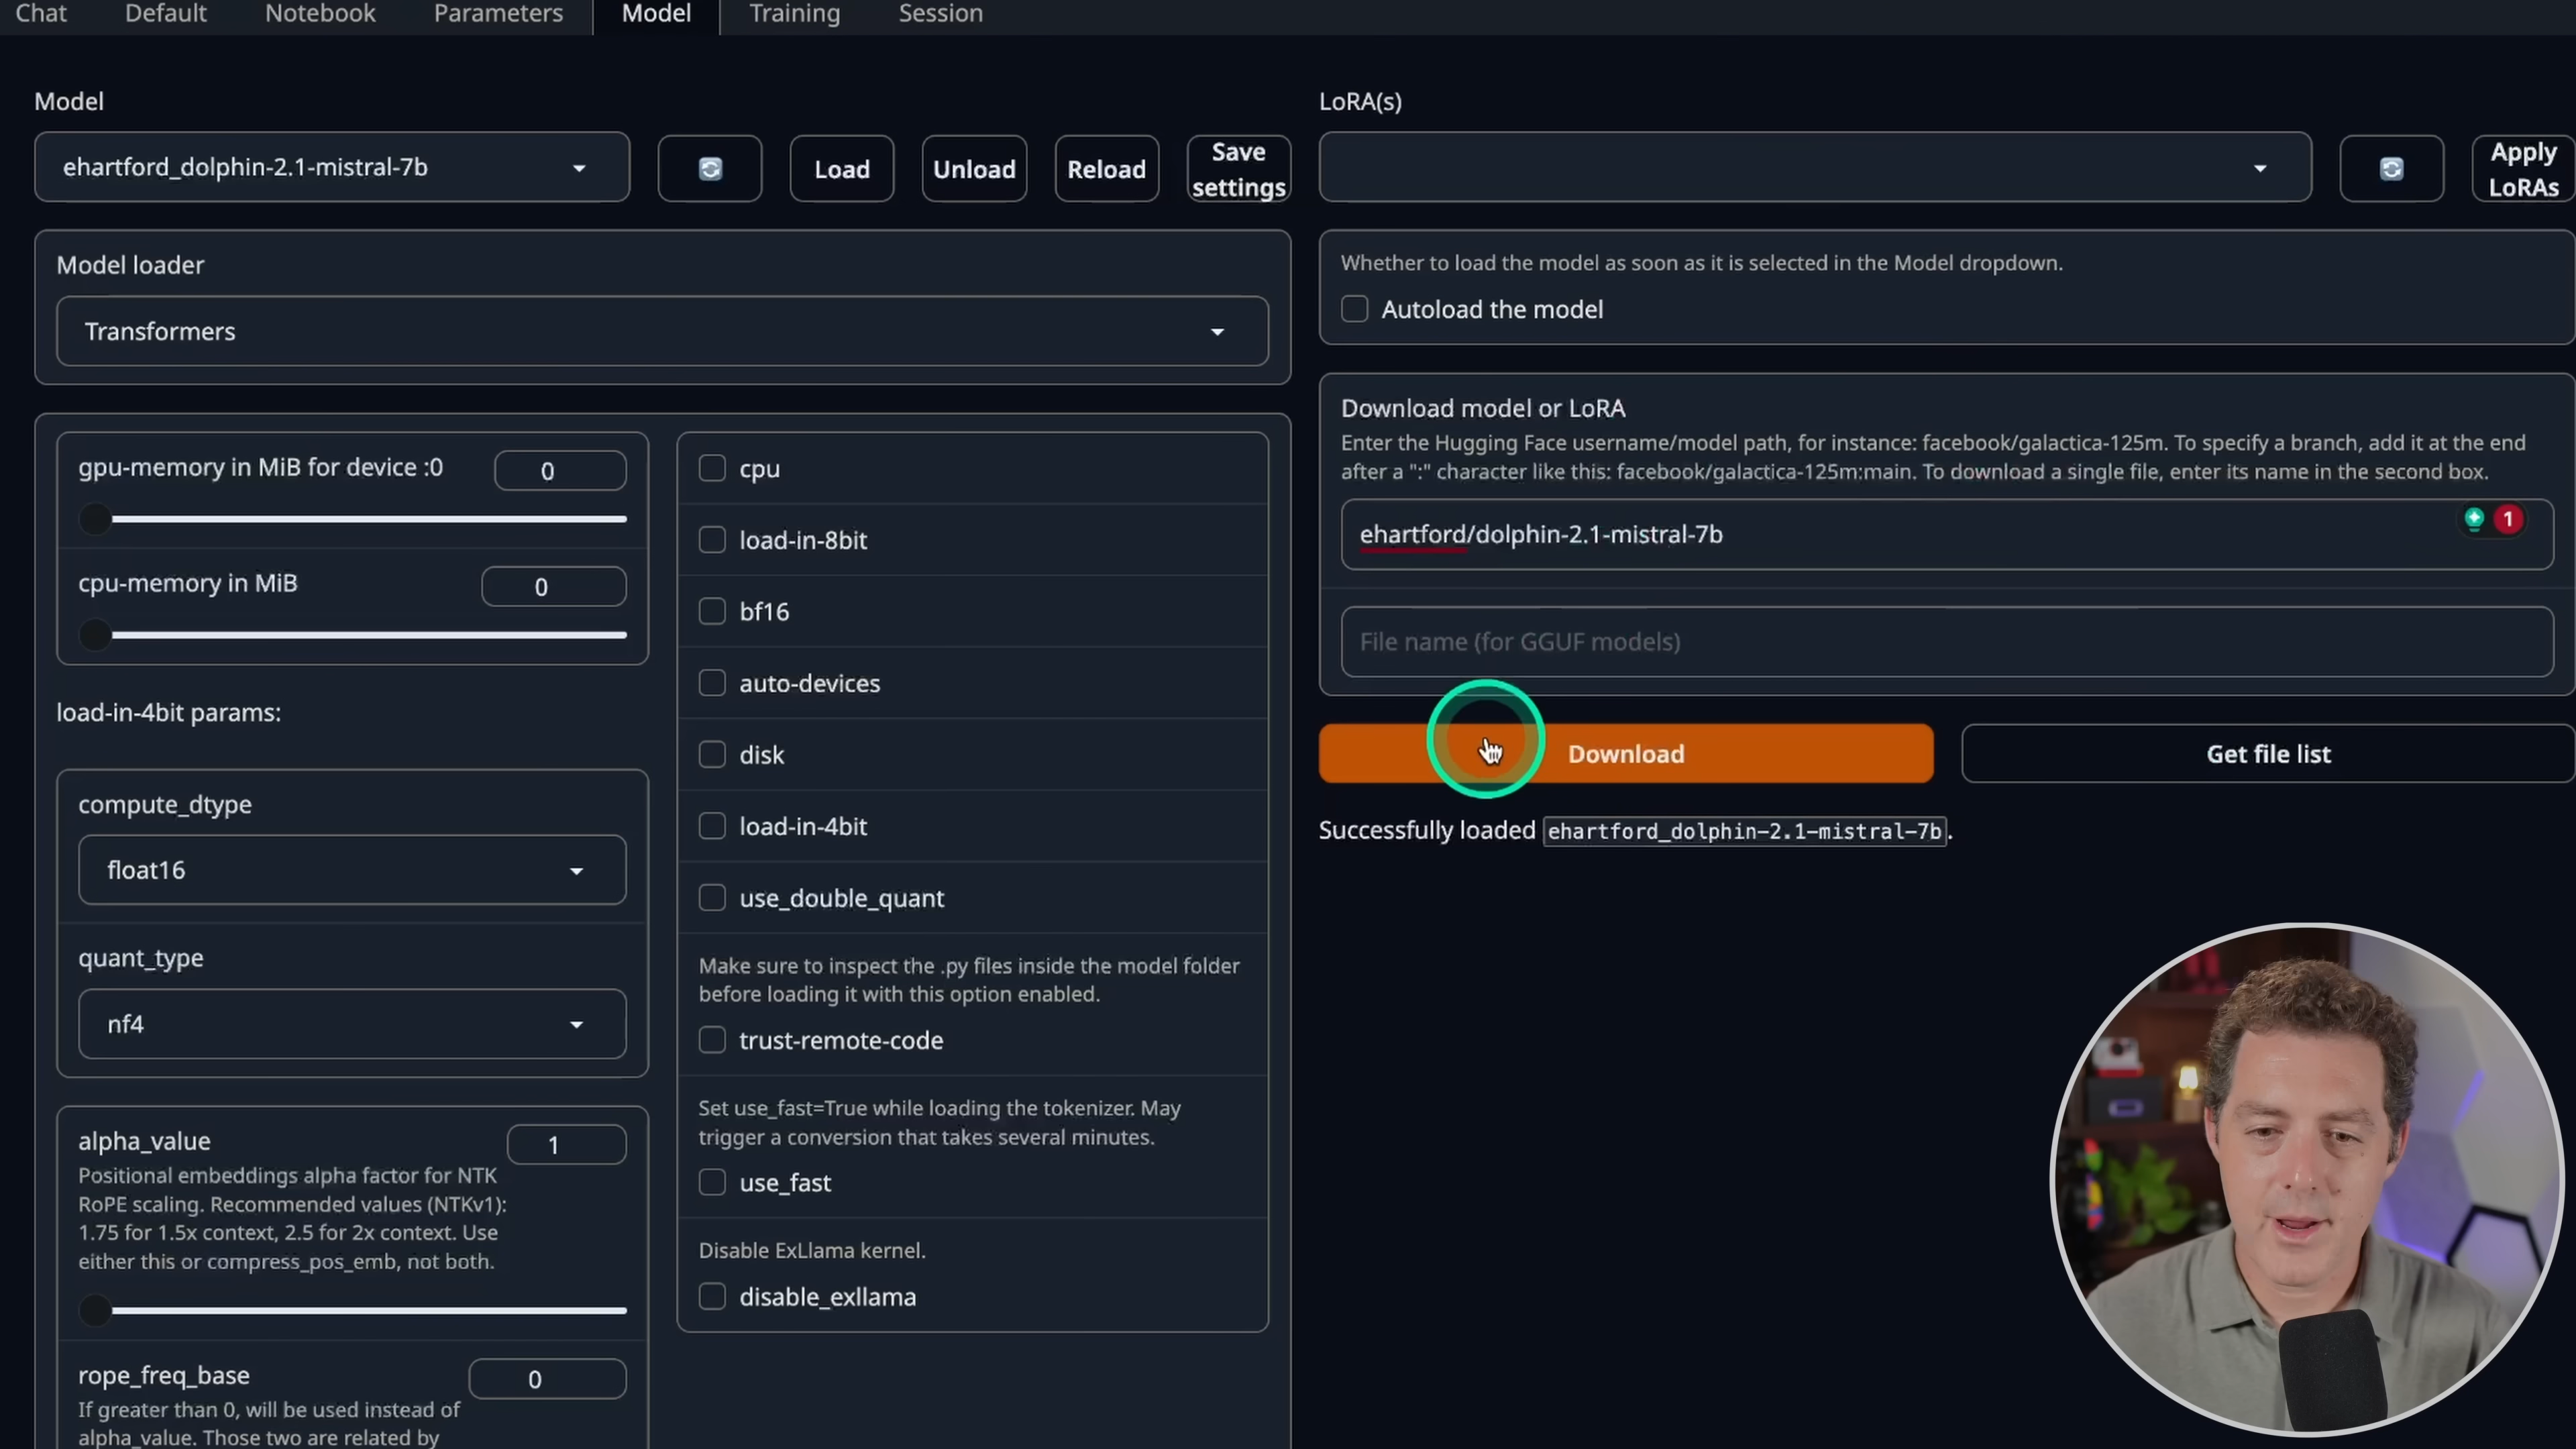 Chat Default Notebook Parameters Model Training Session
Model
ehartford_dolphin-2.1-mistral-7b
Load
Unload
Reload
Save
settings
Model loader
Transformers
gpu-memory in MiB for device :0
0
cpu-memory in MiB
0
load-in-4bit params:
compute_dtype
float16
quant_type
nf4
alpha_value
1
Positional embeddings alpha factor for NTK
RoPE scaling. Recommended values (NTKv1):
1.75 for 1.5x context, 2.5 for 2x context. Use
either this or compress_pos_emb, not both.
rope_freq_base
0
If greater than 0, will be used instead of
alpha_value. Those two are related by
cpu
load-in-8bit
bf16
auto-devices
disk
load-in-4bit
use_double_quant
Make sure to inspect the .py files inside the model folder
before loading it with this option enabled.
trust-remote-code
Set use_fast=True while loading the tokenizer. May
trigger a conversion that takes several minutes.
use_fast
Disable ExLlama kernel.
disable_exllama
LoRA(s)
Apply
LoRAs
Whether to load the model as soon as it is selected in the Model dropdown.
Autoload the model
Download model or LoRA
Enter the Hugging Face username/model path, for instance: facebook/galactica-125m. To specify a branch, add it at the end
after a ":" character like this: facebook/galactica-125m:main. To download a single file, enter its name in the second box.
ehartford/dolphin-2.1-mistral-7b
1
File name (for GGUF models)
Download
Get file list
Successfully loaded ehartford_dolphin-2.1-mistral-7b.